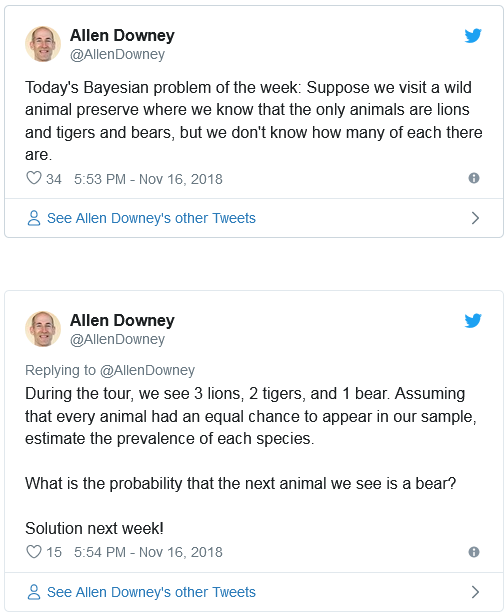 Allen Downey
@AllenDowney
Today's Bayesian problem of the week: Suppose we visit a wild
animal preserve where we know that the only animals are lions
and tigers and bears, but we don't know how many of each there
are.
34 5:53 PM - Nov 16, 2018
See Allen Downey's other Tweets
Allen Downey
@AllenDowney
Replying to @AllenDowney
During the tour, we see 3 lions, 2 tigers, and 1 bear. Assuming
that every animal had an equal chance to appear in our sample,
estimate the prevalence of each species.
What is the probability that the next animal we see is a bear?
Solution next week!
15 5:54 PM - Nov 16, 2018
See Allen Downey's other Tweets